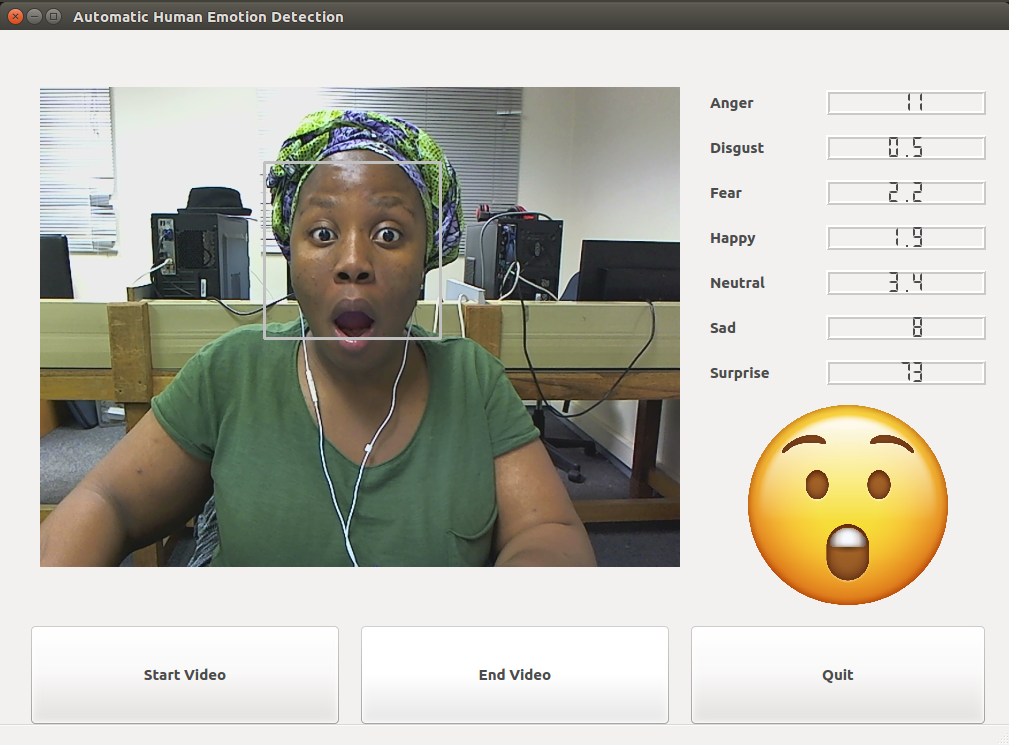 Automatic Human Emotion Detection
Anger 11
Disgust 0.5
Fear 2.2
Happy 1.9
Neutral 3.4
Sad 8
Surprise 73
Start Video
End Video
Quit